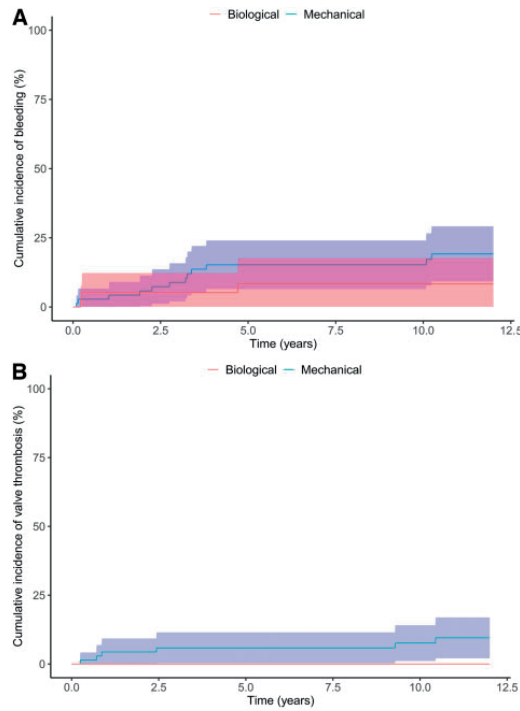 A
Biological Mechanical
Cumulative incidence of bleeding (%)
100
75
50
25
0
0.0 2.5 5.0 7.5 10.0 12.5
Time (years)
B
Biological Mechanical
Cumulative incidence of valve thrombosis (%)
100
75
50
25
0
0.0 2.5 5.0 7.5 10.0 12.5
Time (years)